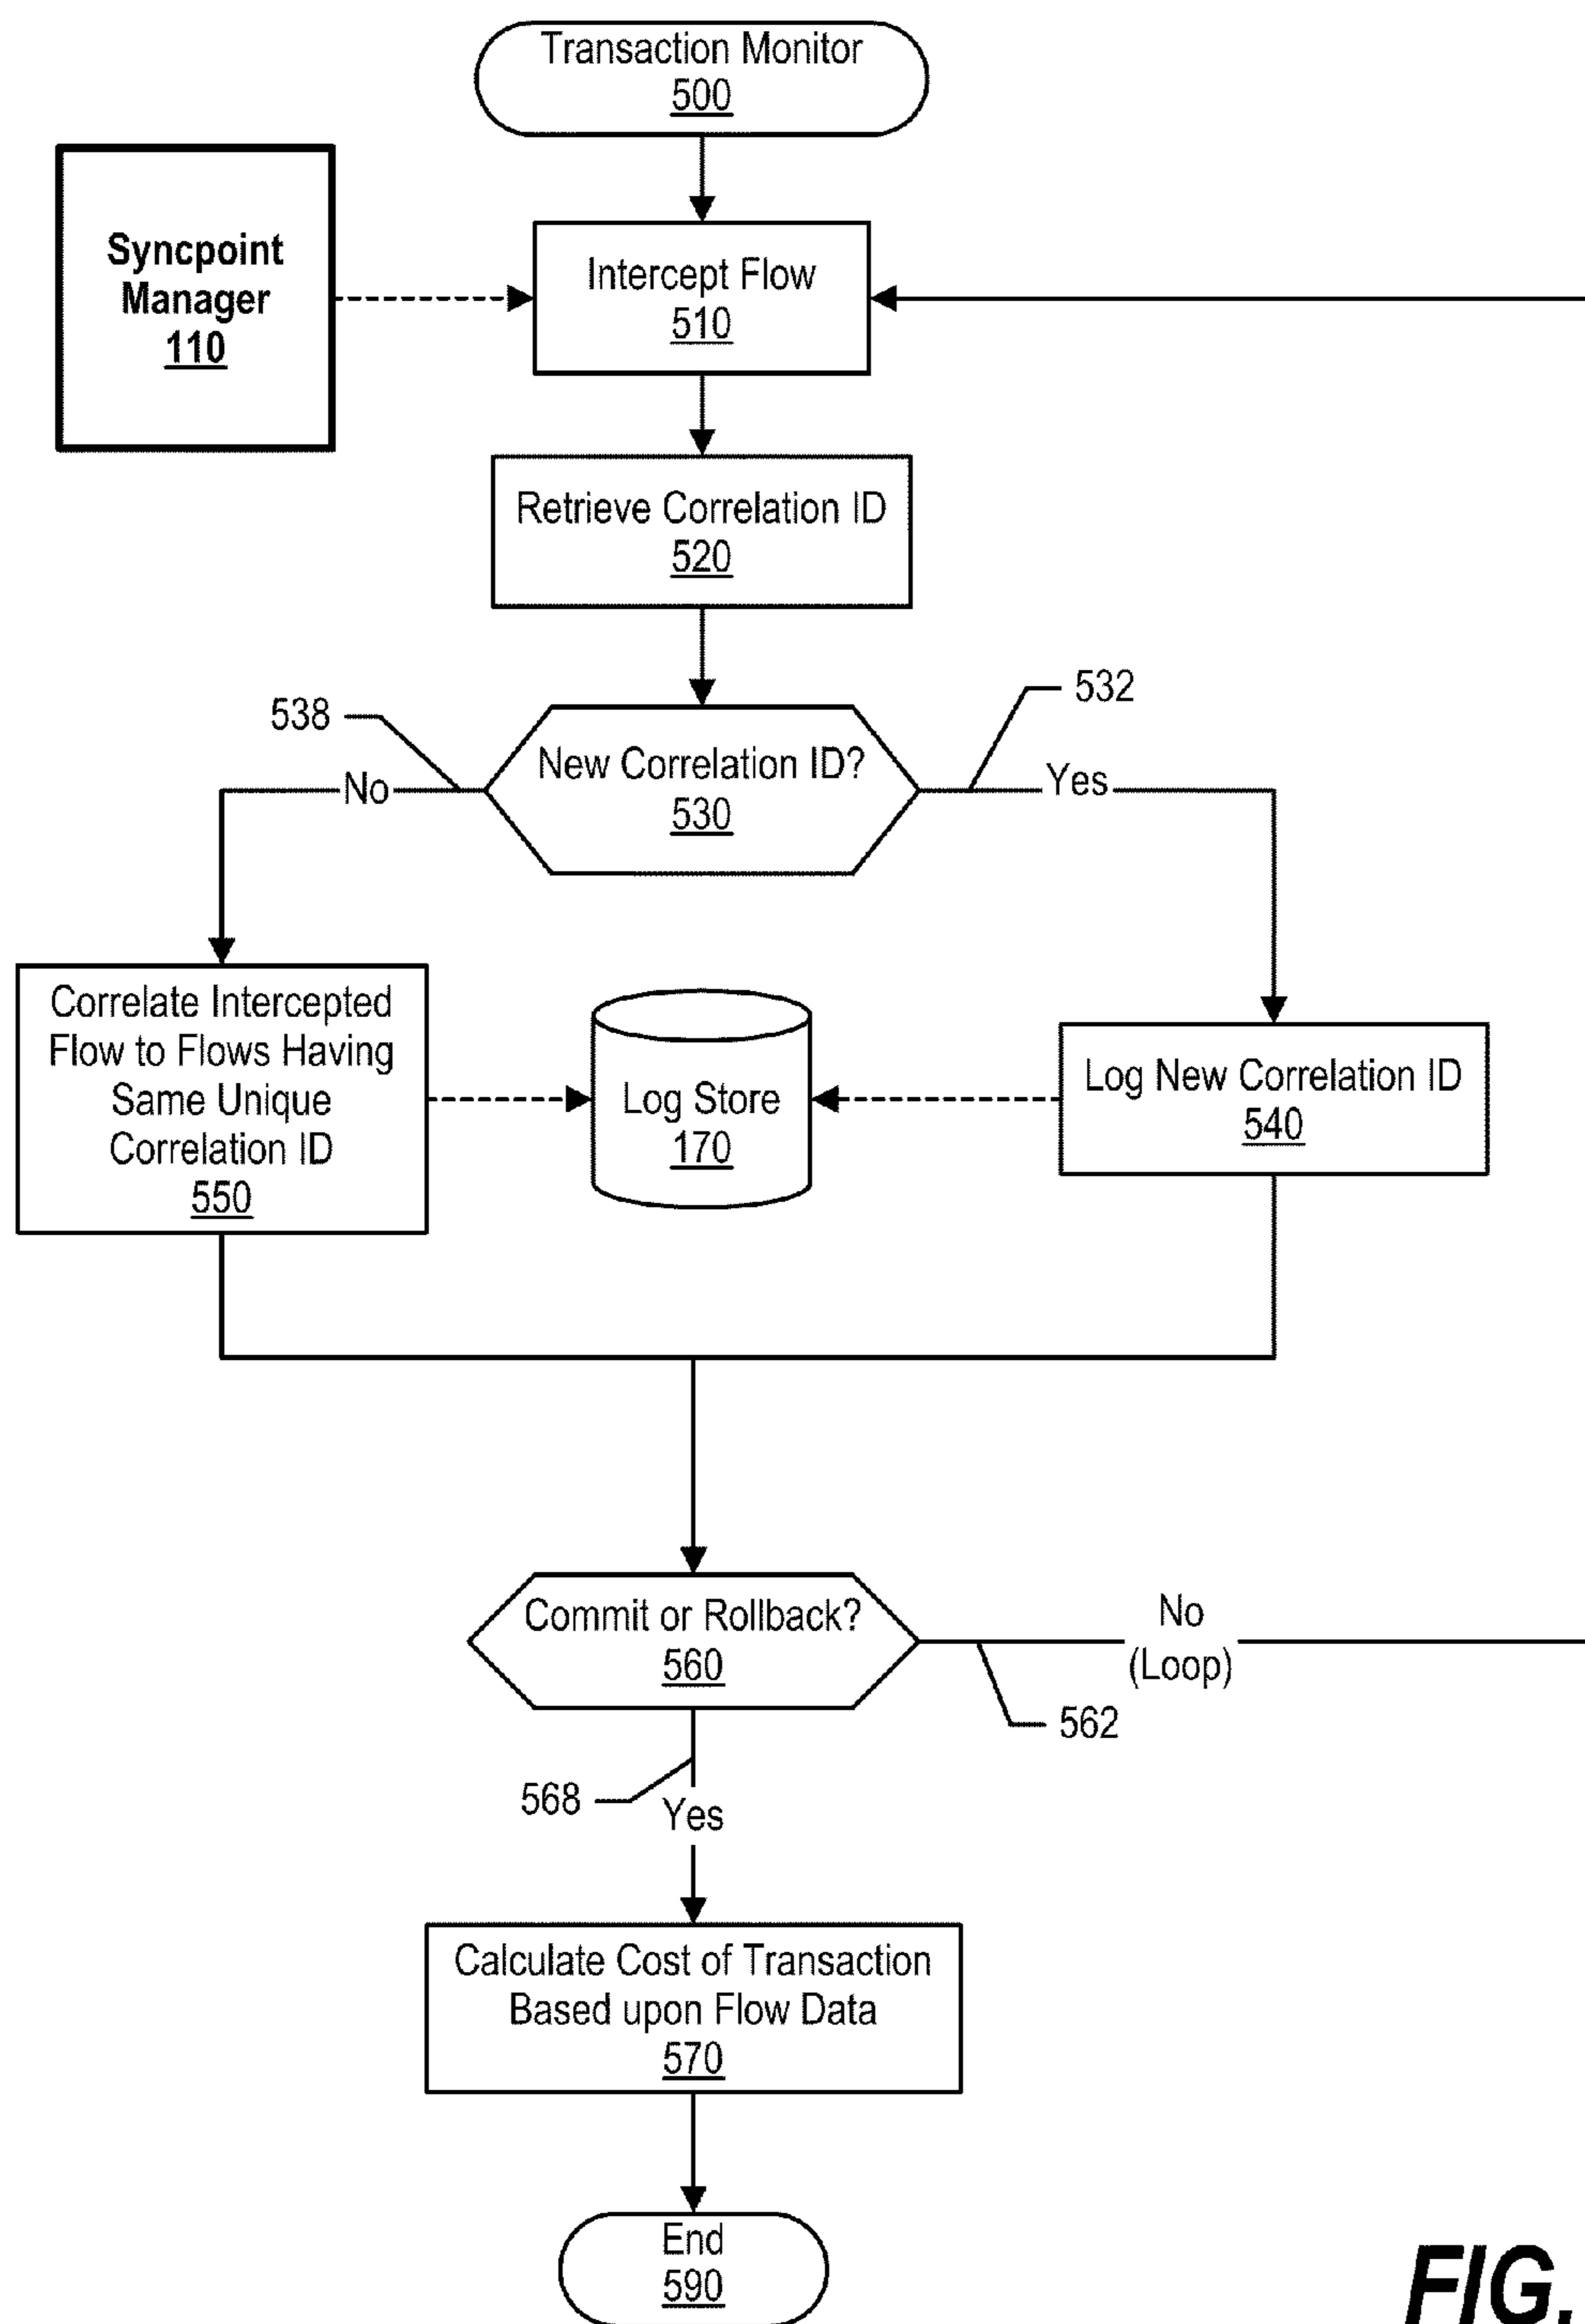 Transaction Monitor
500
Syncpoint
Manager
110
Intercept Flow
510
Retrieve Correlation ID
520
538
532
New Correlation ID?
530
No
Yes
Correlate Intercepted
Flow to Flows Having
Same Unique
Correlation ID
550
Log Store
170
Log New Correlation ID
540
Commit or Rollback?
560
No
(Loop)
562
568
Yes
Calculate Cost of Transaction
Based upon Flow Data
570
End
590
FIG.